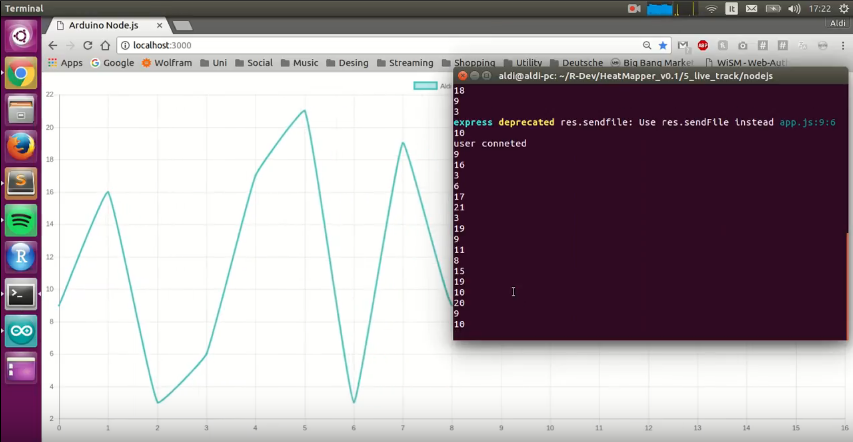 Terminal
It
17:22
Arduino Node.js
Aldi
localhost:3000
Apps
Google
Wolfram
Uni
Social
Music
Desing
Streaming
Shopping
Utility
Deutsche
Big Bang Market
WiSM - Web-Aut
aldi@aldi-pc: ~/R-Dev/HeatMapper_v0.1/5_live_track/nodejs
18
9
3
express deprecated res.sendfile: Use res.sendFile instead app.js:9:6
10
user conneted
9
16
3
6
17
21
3
19
9
11
8
15
19
10
20
9
10
Aldi
22
20
18
16
14
12
10
8
6
4
2
0 1 2 3 4 5 6 7 8 9 10 11 12 13 14 15 16